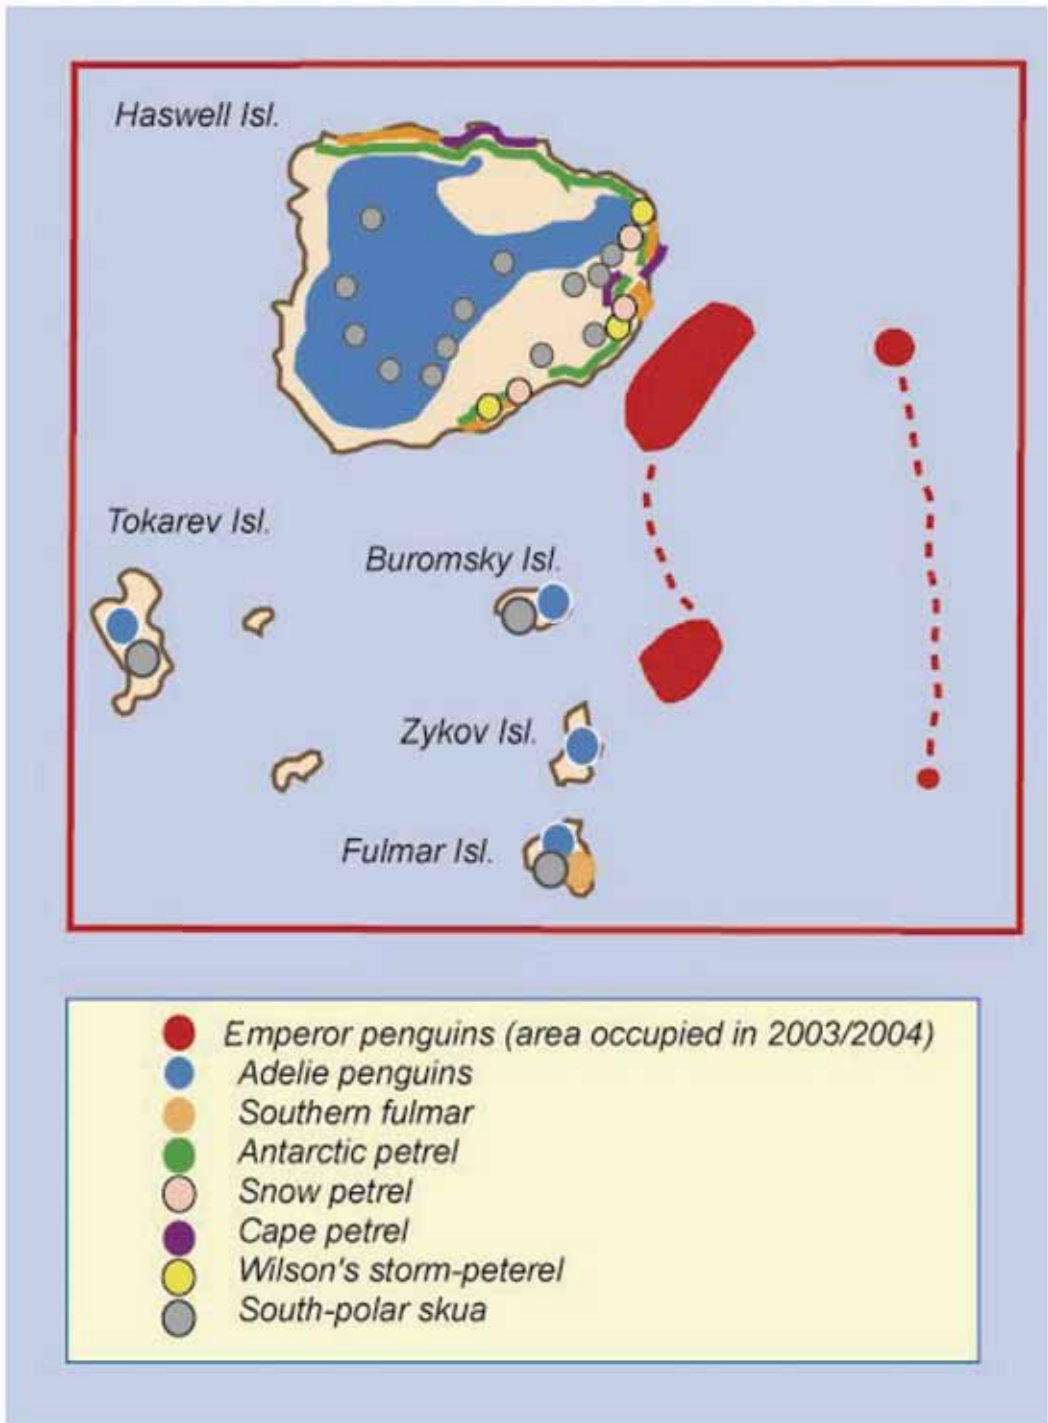 Haswell Isl.
Tokarev Isl.
Buromsky Isl.
Zykov Isl.
Fulmar Isl.
Emperor penguins (area occupied in 2003/2004)
Adelie penguins
Southern fulmar
Antarctic petrel
Snow petrel
Cape petrel
Wilson's storm-peterel
South-polar skua